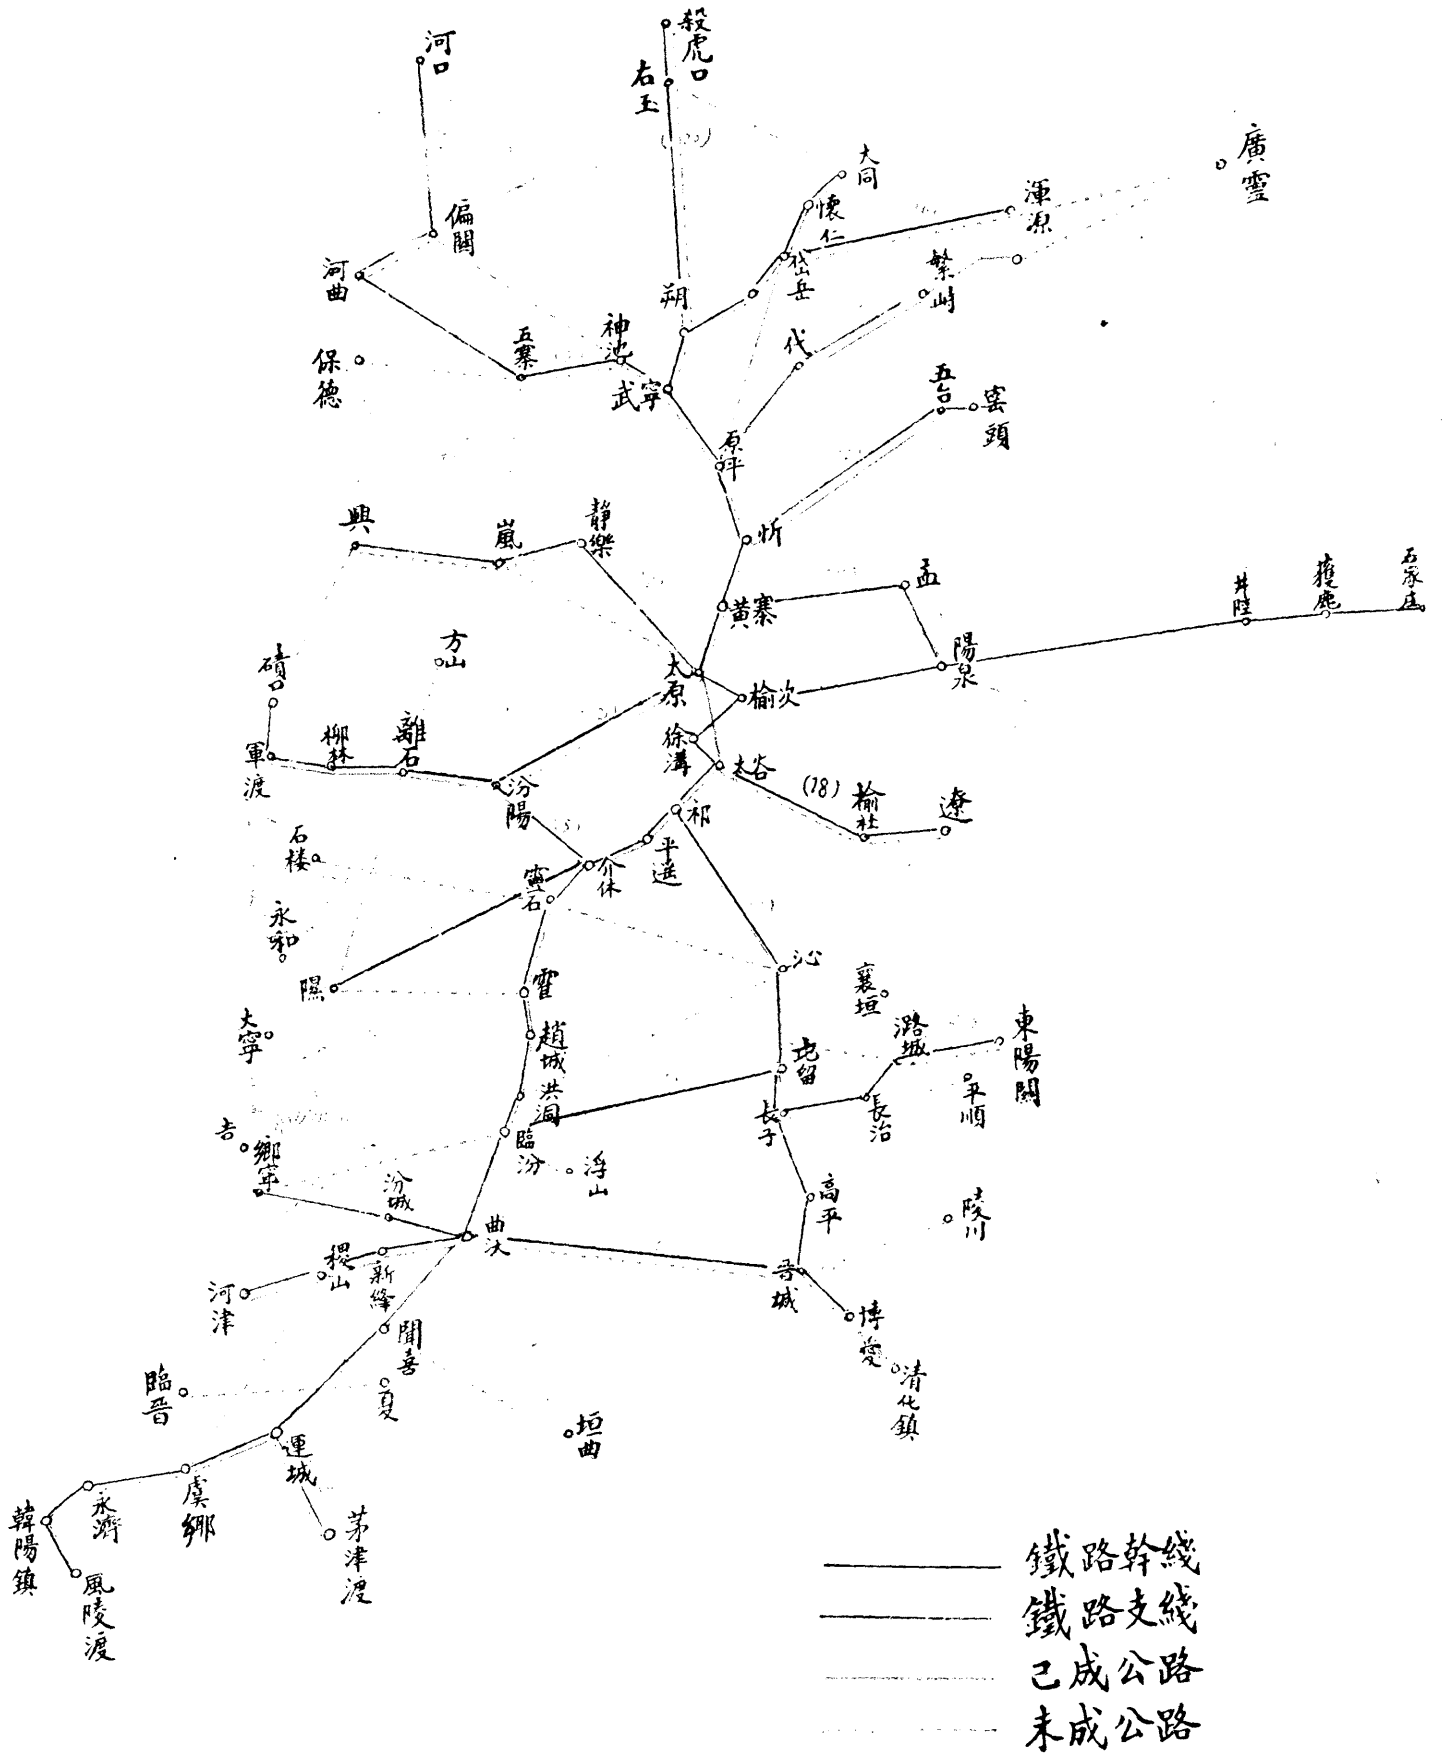 殺虎口
河口
右玉
大同
廣靈
懷仁
渾源
偏關
岱岳
繁峙
河曲
朔
神池
五寨
代
保德
武寧
五台
窰頭
原坪
興
嵐
靜樂
忻
黃寨
孟
井陘
獲鹿
石家庄
方山
磧口
太原
陽泉
榆次
軍渡
柳林
離石
徐溝
太谷
汾陽
(78)
榆社
遼
祁
石楼
平遥
介休
靈石
永和
沁
隰
霍
襄垣
大寧
趙城
潞城
東陽關
屯留
洪洞
平順
長子
長治
吉
鄉寧
臨汾
浮山
汾城
高平
陵川
曲沃
稷山
新絳
河津
晋城
博愛
聞喜
清化鎮
臨晋
夏
垣曲
運城
永濟
虞鄉
韓陽鎮
茅津渡
風陵渡
鐵路幹綫
鐵路支綫
已成公路
未成公路